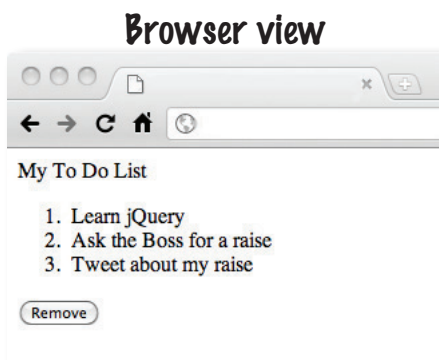 Browser view
My To Do List
1. Learn jQuery
2. Ask the Boss for a raise
3. Tweet about my raise
Remove